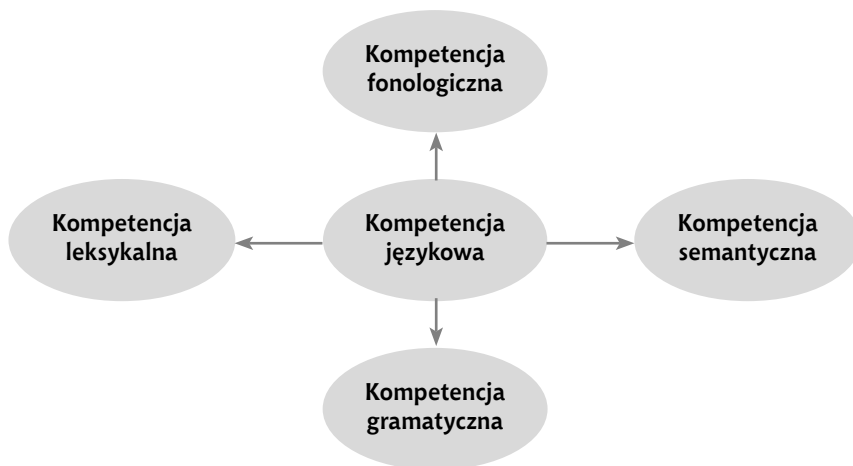 Kompetencja
fonologiczna
Kompetencja
leksykalna
Kompetencja
językowa
Kompetencja
semantyczna
Kompetencja
gramatyczna